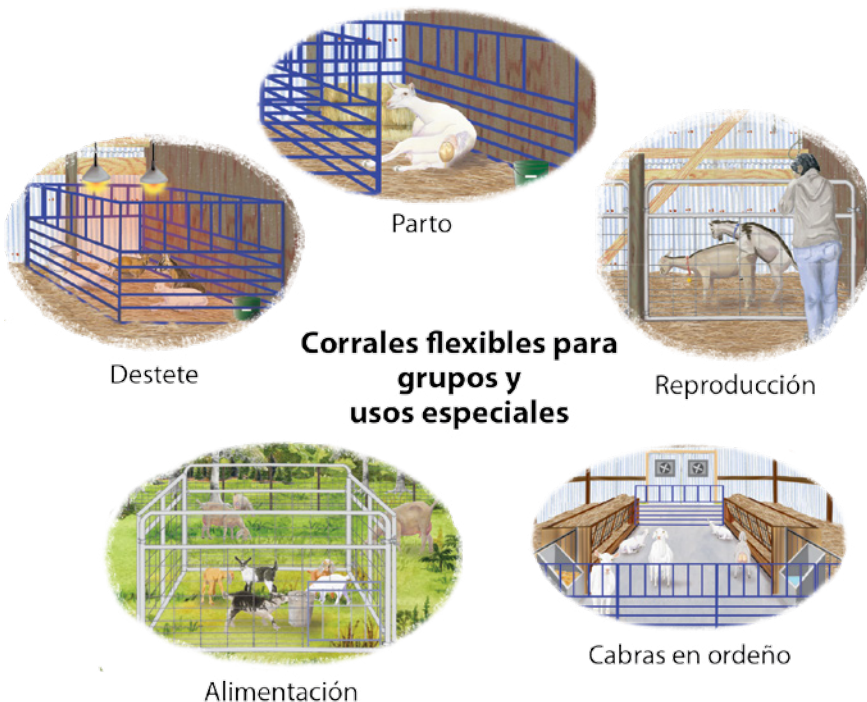 Parto
Destete
Reproducción
Corrales flexibles para
grupos y
usos especiales
Alimentación
Cabras en ordeño